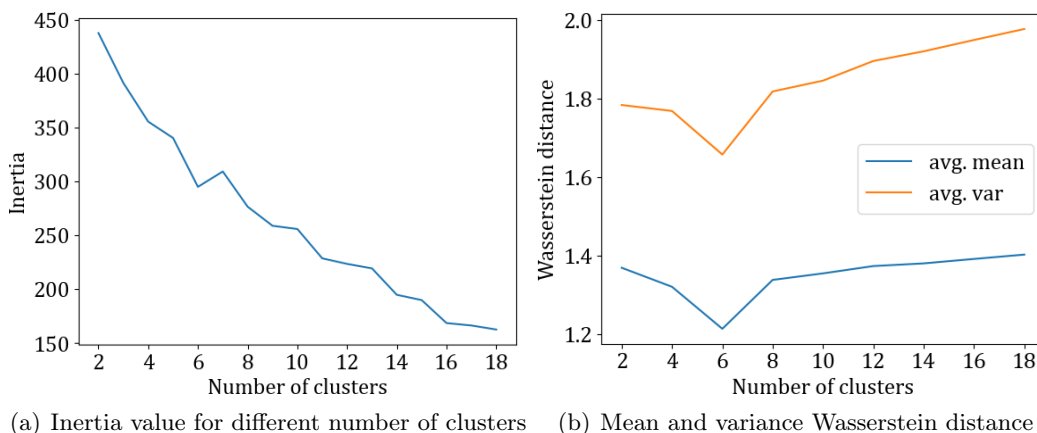 450
400
350
300
250
200
150
Inertia
2 4 6 8 10 12 14 16 18
Number of clusters
(a) Inertia value for different number of clusters
2.0
1.8
1.6
1.4
1.2
Wasserstein distance
avg. mean
avg. var
2 4 6 8 10 12 14 16 18
Number of clusters
(b) Mean and variance Wasserstein distance